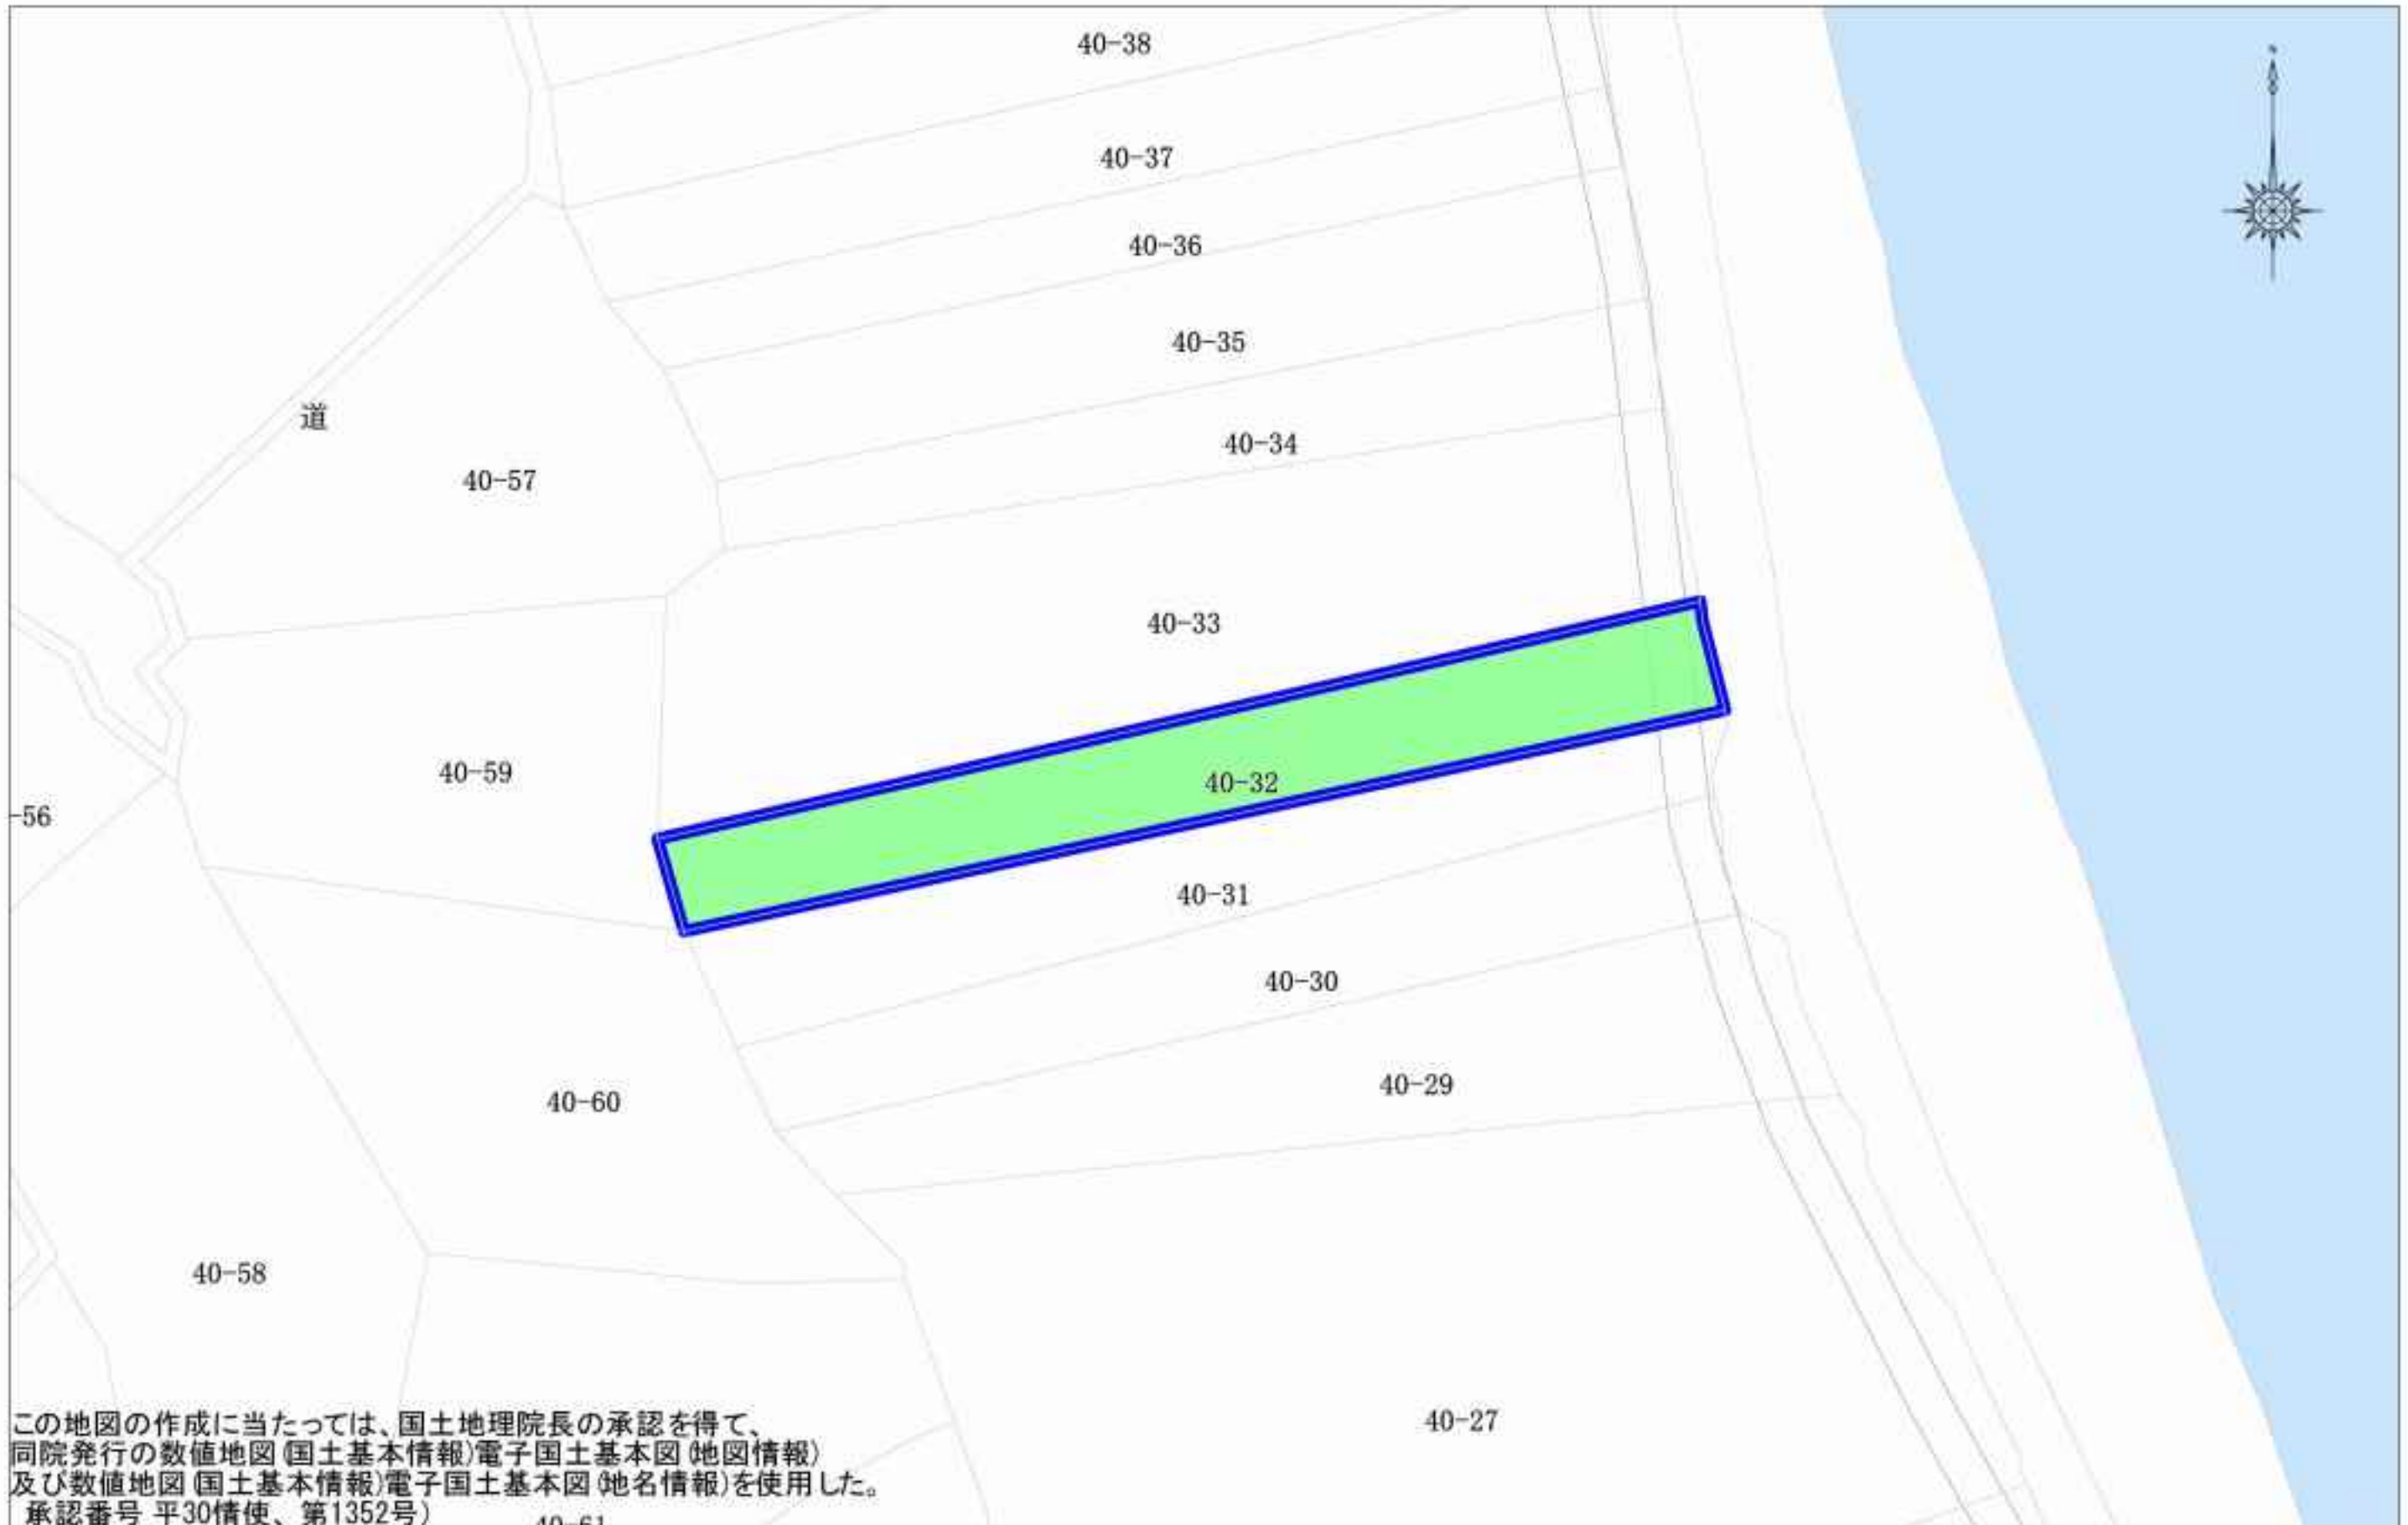 40-38
N
40-37
40-36
40-35
道
40-34
40-57
40-33
40-59
40-32
-56
40-31
40-30
40-29
40-60
40-58
40-27
この地図の作成に当たっては、国土地理院長の承認を得て、
同院発行の数値地図(国土基本情報)電子国土基本図(地図情報)
及び数値地図(国土基本情報)電子国土基本図(地名情報)を使用した。
承認番号 平30情使、第1352号)
40-61